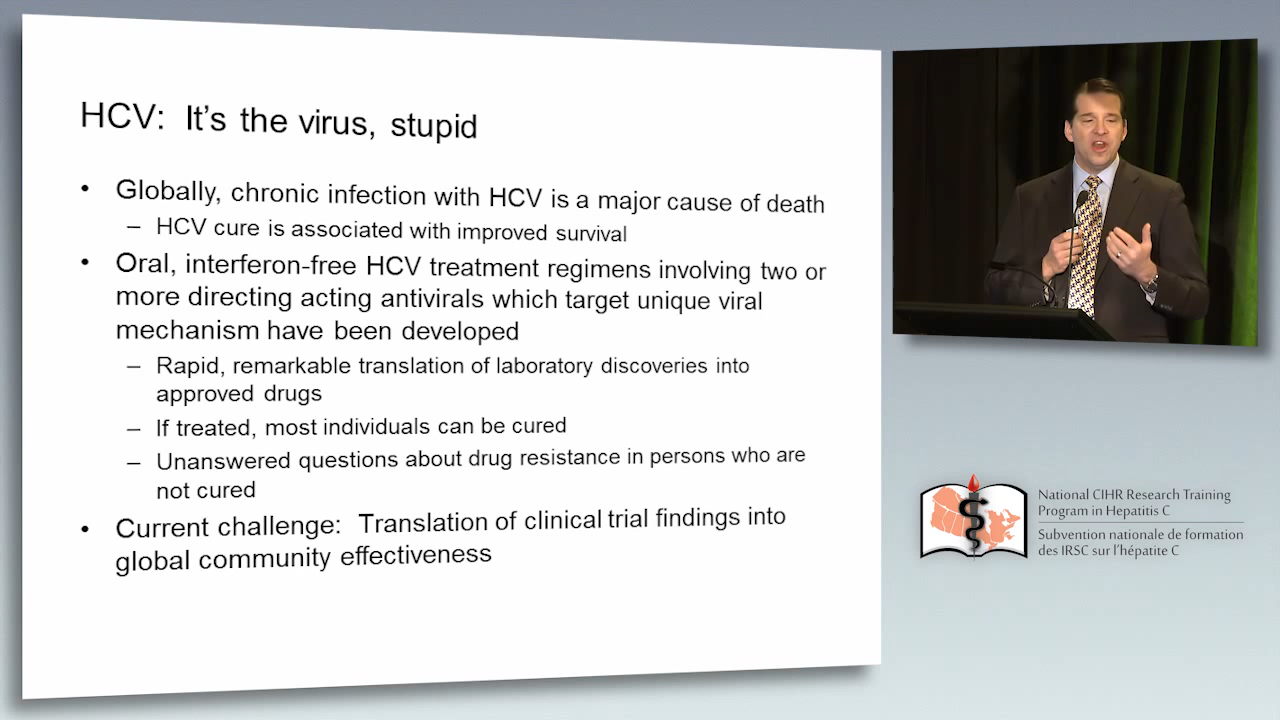 HCV: It's the virus, stupid
• Globally, chronic infection with HCV is a major cause of death
– HCV cure is associated with improved survival
• Oral, interferon-free HCV treatment regimens involving two or
more directing acting antivirals which target unique viral
mechanism have been developed
– Rapid, remarkable translation of laboratory discoveries into
approved drugs
– If treated, most individuals can be cured
– Unanswered questions about drug resistance in persons who are
not cured
• Current challenge: Translation of clinical trial findings into
global community effectiveness
National CIHR Research Training
Program in Hepatitis C
Subvention nationale de formation
des IRSC sur l'hépatite C